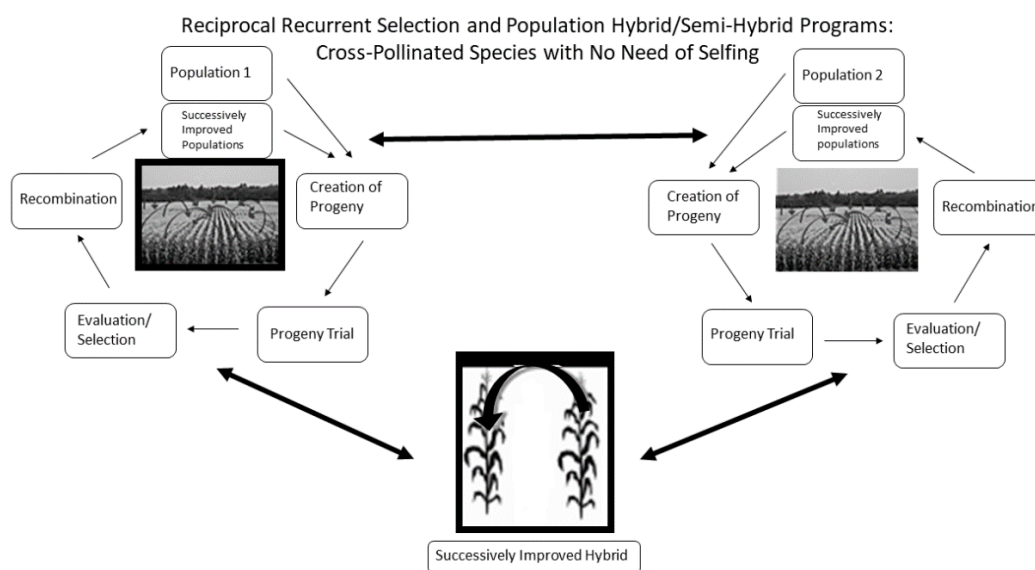 Reciprocal Recurrent Selection and Population Hybrid/Semi-Hybrid Programs:
Cross-Pollinated Species with No Need of Selfing
Population 1
Successively
Improved
Populations
Recombination
Creation of
Progeny
Evaluation/
Selection
Progeny Trial
Population 2
Successively
Improved
populations
Creation of
Progeny
Recombination
Progeny Trial
Evaluation/
Selection
Successively Improved Hybrid